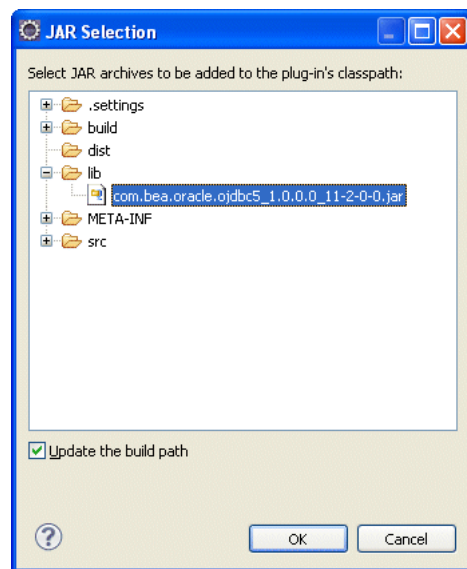 JAR Selection
Select JAR archives to be added to the plug-in's classpath:
.settings
build
dist
lib
com.bea.oracle.ojdbc5_1.0.0.0_11-2-0-0.jar
META-INF
src
Update the build path
?
OK Cancel